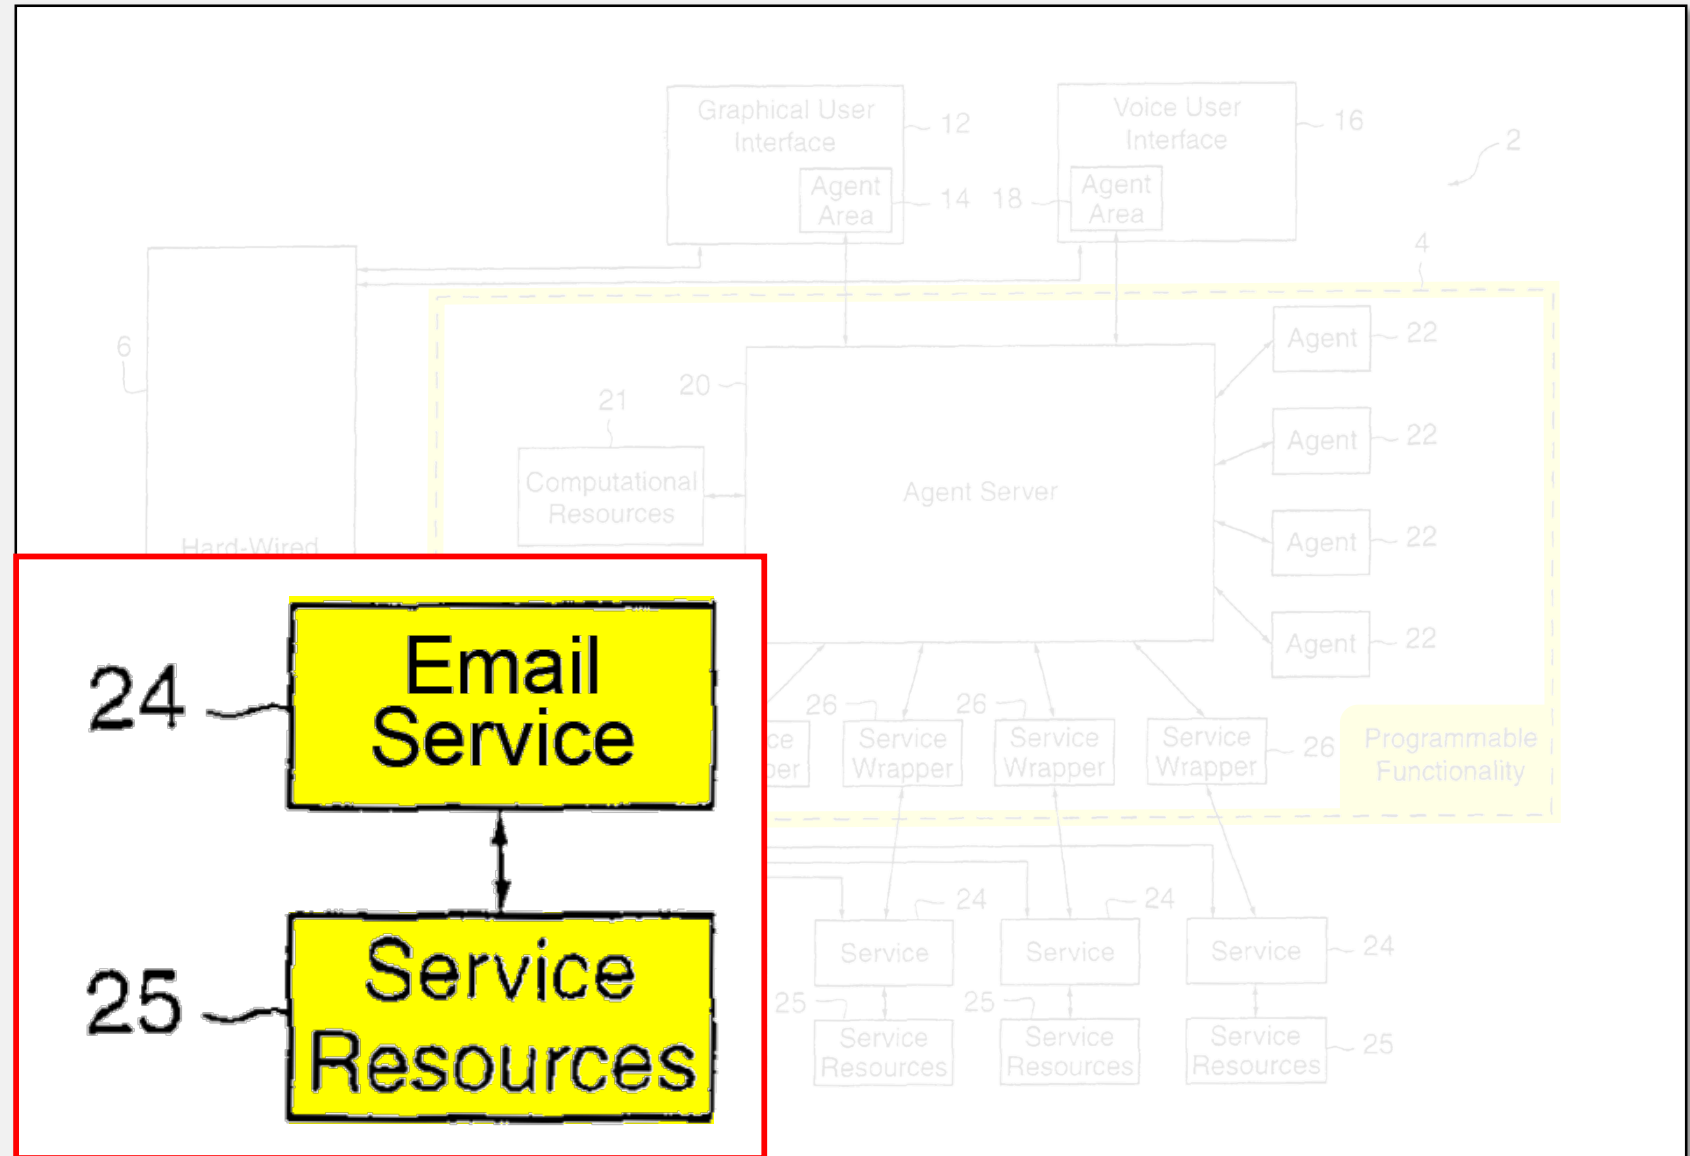 Graphical User
Interface
12
Agent
Area
14
Voice User
Interface
16
18
Agent
Area
2
4
6
Hard-Wired
21
Computational
Resources
20
Agent Server
Agent
22
Agent
22
Agent
22
Agent
22
26
Service
Wrapper
26
Service
Wrapper
Service
Wrapper
26
Programmable
Functionality
24
Email
Service
25
Service
Resources
24
Service
24
Service
Service
24
25
Service
Resources
25
Service
Resources
Service
Resources
25